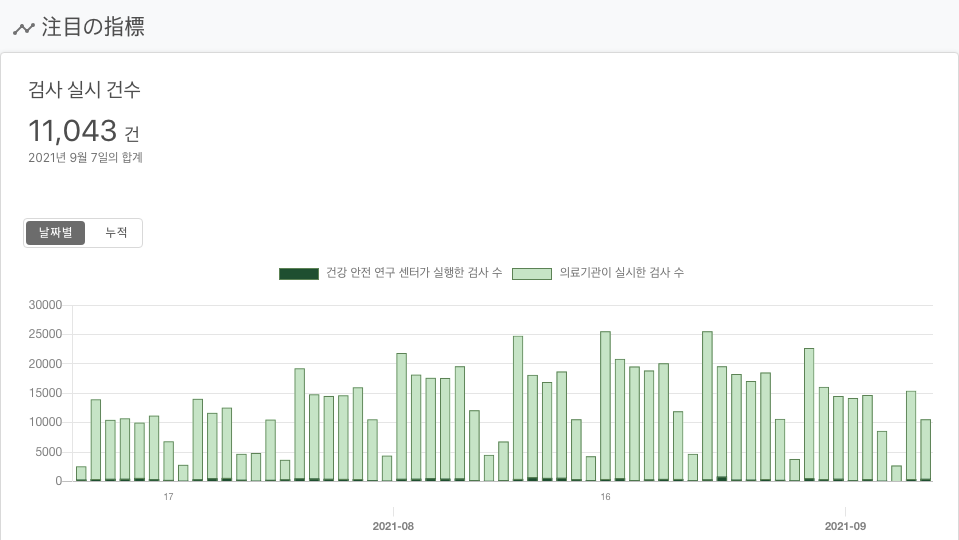 注目の指標
검사 실시 건수
11,043 건
2021년 9월 7일의 합계
날짜별 누적
건강 안전 연구 센터가 실행한 검사 수 의료기관이 실시한 검사 수
30000
25000
20000
15000
10000
5000
0
17 16
2021-08 2021-09